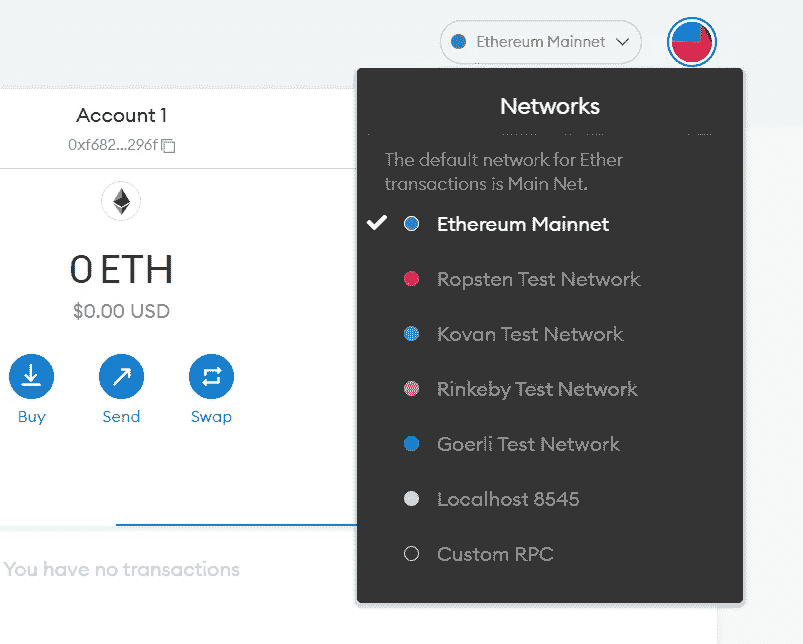 Ethereum Mainnet
Account 1
0xf682...296f
0 ETH
$0.00 USD
Buy
Send
Swap
You have no transactions
Networks
The default network for Ether
transactions is Main Net.
Ethereum Mainnet
Ropsten Test Network
Kovan Test Network
Rinkeby Test Network
Goerli Test Network
Localhost 8545
Custom RPC